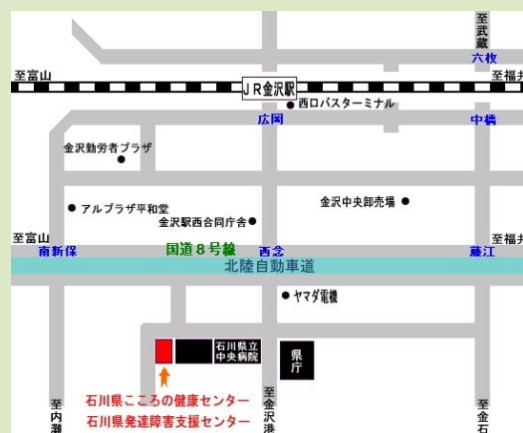 至武蔵
六枚
至富山
至福井
JR金沢駅
西口バスターミナル
広岡
中橋
金沢勤労者プラザ
アルプラザ平和堂
金沢駅西合同庁舎
金沢中央卸売場
至富山
至福井
南新保
国道８号線
西念
藤江
北陸自動車道
ヤマダ電機
石川県立
中央病院
県庁
石川県こころの健康センター
石川県発達障害支援センター
至内灘
至金沢港
至金石